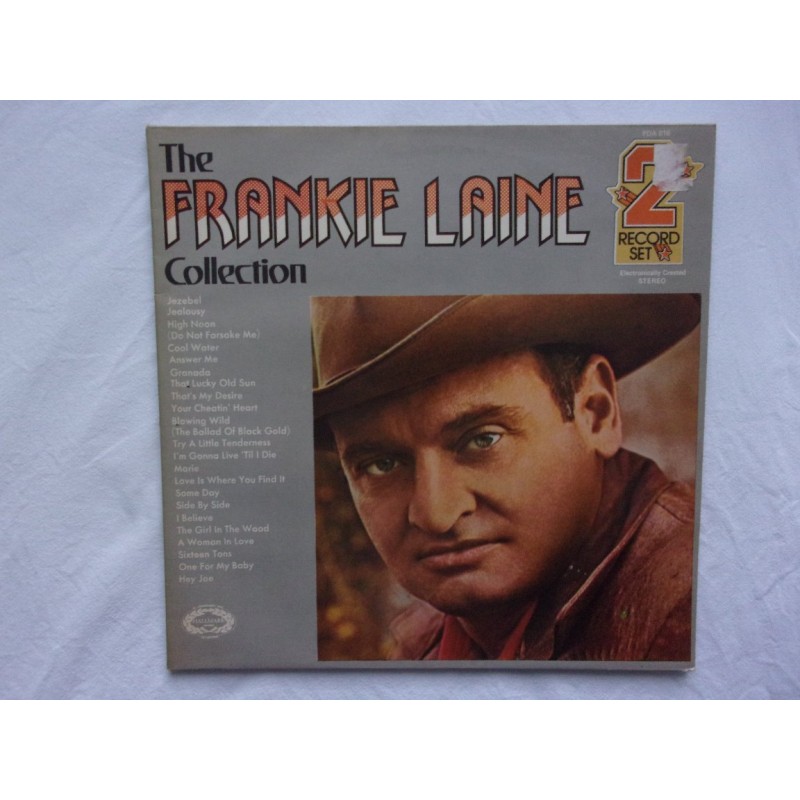 The
FRANKIE LAINE
Collection
2
RECORD
SET
(Electronically Created)
STEREO
Jezebel
Jealousy
High Noon
(Do Not Forsake Me)
Cool Water
Answer Me
Granada
That Lucky Old Sun
That's My Desire
Your Cheatin' Heart
Blowing Wild
(The Ballad Of Black Gold)
Try A Little Tenderness
I'm Gonna Live 'Til I Die
Marie
Love Is Where You Find It
Some Day
Side By Side
I Believe
The Girl In The Wood
A Woman In Love
Sixteen Tons
One For My Baby
Hey Joe
HALLMARK